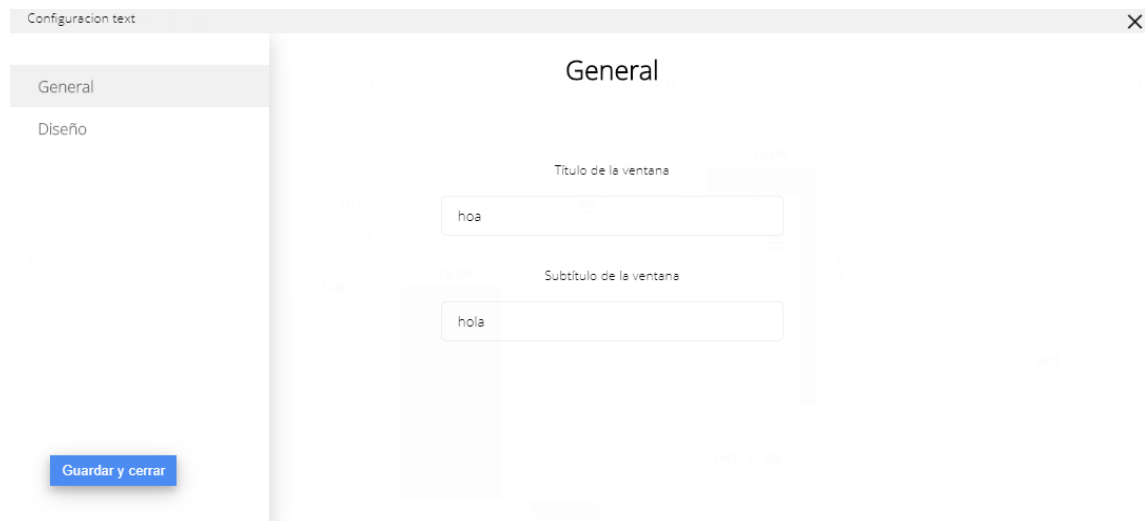 Configuracion text
General
Diseño
Guardar y cerrar
General
Título de la ventana
hoa
Subtítulo de la ventana
hola